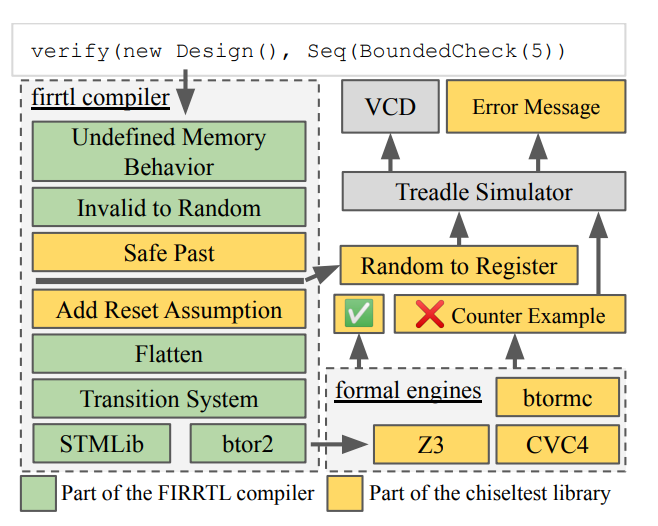 verify(new Design(), Seq(BoundedCheck(5))
firrtl compiler
Undefined Memory
Behavior
Invalid to Random
Safe Past
Add Reset Assumption
Flatten
Transition System
STMLib
btor2
VCD
Error Message
Treadle Simulator
Random to Register
✅
❌ Counter Example
formal engines
btormc
Z3
CVC4
Part of the FIRRTL compiler
Part of the chiseltest library